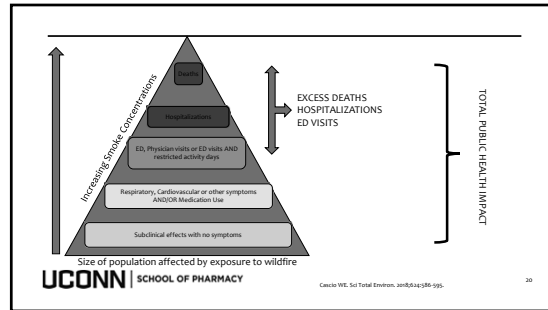 Increasing Smoke Concentrations
Deaths
Hospitalizations
ED, Physician visits or ED visits AND
restricted activity days
Respiratory, Cardiovascular or other symptoms
AND/OR Medication Use
Subclinical effects with no symptoms
Size of population affected by exposure to wildfire
EXCESS DEATHS
HOSPITALIZATIONS
ED VISITS
TOTAL PUBLIC HEALTH IMPACT
UCONN | SCHOOL OF PHARMACY
Cascio WE. Sci Total Environ. 2018;624:586-595.
20